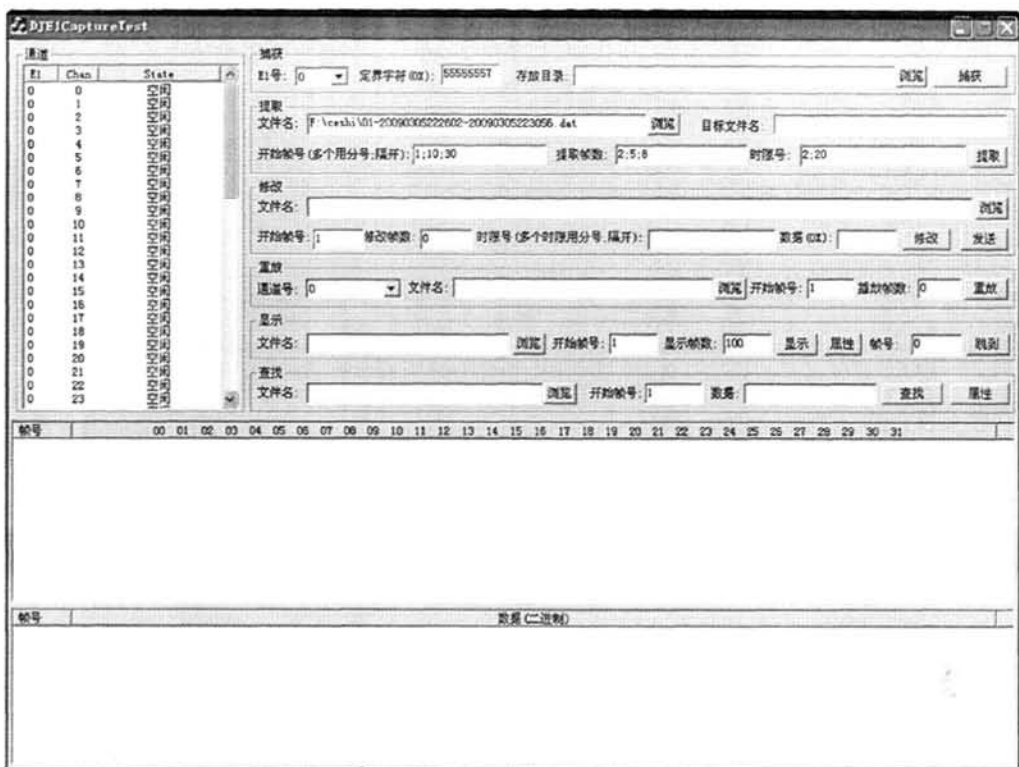 DJE1CaptureTest
通道
E1 Chan State
0 0 空闲
0 1 空闲
0 2 空闲
0 3 空闲
0 4 空闲
0 5 空闲
0 6 空闲
0 7 空闲
0 8 空闲
0 9 空闲
0 10 空闲
0 11 空闲
0 12 空闲
0 13 空闲
0 14 空闲
0 15 空闲
0 16 空闲
0 17 空闲
0 18 空闲
0 19 空闲
0 20 空闲
0 21 空闲
0 22 空闲
0 23 空闲
捕获
E1号: 0 定界字符(0X): 55555557 存放目录: 浏览 捕获
提取
文件名: F:\ceshi\01-20090305222602-20090305223056.dat 浏览 目标文件名:
开始帧号(多个用分号;隔开): 1;10;30 提取帧数: 2;5;8 时隙号: 2;20 提取
修改
文件名: 浏览
开始帧号: 1 修改帧数: 0 时隙号(多个时隙用分号;隔开): 数据(0X): 修改 发送
重放
通道号: 0 文件名: 浏览 开始帧号: 1 播放帧数: 0 重放
显示
文件名: 浏览 开始帧号: 1 显示帧数: 100 显示 属性 帧号: 0 跳到
查找
文件名: 浏览 开始帧号: 1 数据: 查找 属性
帧号 00 01 02 03 04 05 06 07 08 09 10 11 12 13 14 15 16 17 18 19 20 21 22 23 24 25 26 27 28 29 30 31
帧号 数据(二进制)